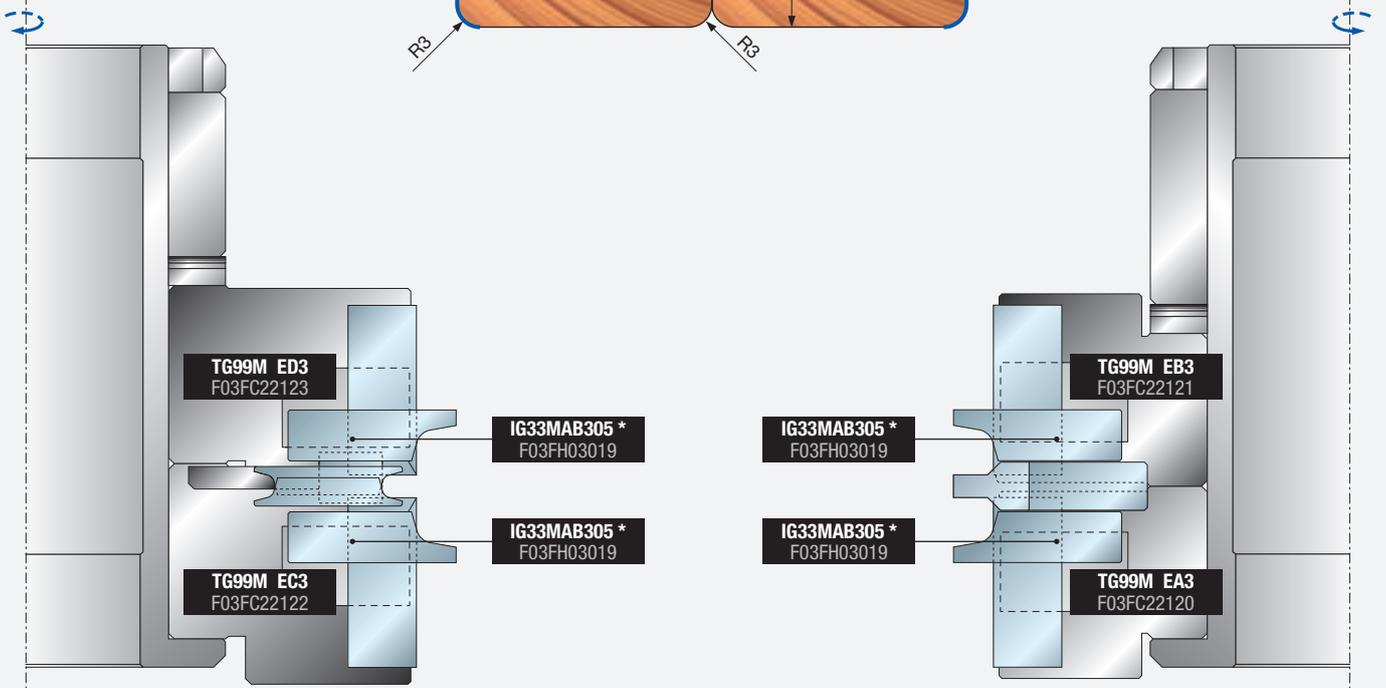 R3
R3
TG99M ED3
F03FC22123
TG99M EB3
F03FC22121
IG33MAB305 *
F03FH03019
IG33MAB305 *
F03FH03019
IG33MAB305 *
F03FH03019
IG33MAB305 *
F03FH03019
TG99M EC3
F03FC22122
TG99M EA3
F03FC22120